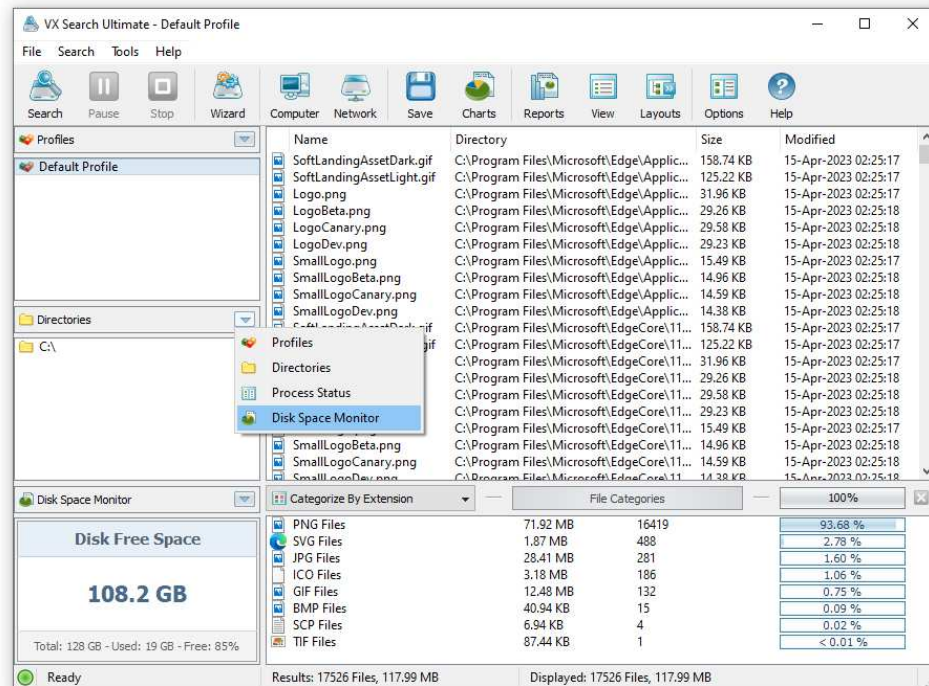 VX Search Ultimate - Default Profile
File Search Tools Help
Search Pause Stop Wizard Computer Network Save Charts Reports View Layouts Options Help
Profiles
Default Profile
Directories
C:\
Profiles
Directories
Process Status
Disk Space Monitor
Name Directory Size Modified
SoftLandingAssetDark.gif C:\Program Files\Microsoft\Edge\Applic... 158.74 KB 15-Apr-2023 02:25:17
SoftLandingAssetLight.gif C:\Program Files\Microsoft\Edge\Applic... 125.22 KB 15-Apr-2023 02:25:17
Logo.png C:\Program Files\Microsoft\Edge\Applic... 31.96 KB 15-Apr-2023 02:25:17
LogoBeta.png C:\Program Files\Microsoft\Edge\Applic... 29.26 KB 15-Apr-2023 02:25:18
LogoCanary.png C:\Program Files\Microsoft\Edge\Applic... 29.58 KB 15-Apr-2023 02:25:18
LogoDev.png C:\Program Files\Microsoft\Edge\Applic... 29.23 KB 15-Apr-2023 02:25:18
SmallLogo.png C:\Program Files\Microsoft\Edge\Applic... 15.49 KB 15-Apr-2023 02:25:17
SmallLogoBeta.png C:\Program Files\Microsoft\Edge\Applic... 14.96 KB 15-Apr-2023 02:25:18
SmallLogoCanary.png C:\Program Files\Microsoft\Edge\Applic... 14.59 KB 15-Apr-2023 02:25:18
SmallLogoDev.png C:\Program Files\Microsoft\Edge\Applic... 14.38 KB 15-Apr-2023 02:25:18
SoftLandingAssetDark.gif C:\Program Files\Microsoft\EdgeCore\11... 158.74 KB 15-Apr-2023 02:25:17
gif C:\Program Files\Microsoft\EdgeCore\11... 125.22 KB 15-Apr-2023 02:25:17
C:\Program Files\Microsoft\EdgeCore\11... 31.96 KB 15-Apr-2023 02:25:17
C:\Program Files\Microsoft\EdgeCore\11... 29.26 KB 15-Apr-2023 02:25:18
C:\Program Files\Microsoft\EdgeCore\11... 29.58 KB 15-Apr-2023 02:25:18
C:\Program Files\Microsoft\EdgeCore\11... 29.23 KB 15-Apr-2023 02:25:18
C:\Program Files\Microsoft\EdgeCore\11... 15.49 KB 15-Apr-2023 02:25:17
SmallLogoBeta.png C:\Program Files\Microsoft\EdgeCore\11... 14.96 KB 15-Apr-2023 02:25:18
SmallLogoCanary.png C:\Program Files\Microsoft\EdgeCore\11... 14.59 KB 15-Apr-2023 02:25:18
SmallLogoDev.png C:\Program Files\Microsoft\EdgeCore\11... 14.38 KB 15-Apr-2023 02:25:18
Disk Space Monitor
Disk Free Space
108.2 GB
Total: 128 GB - Used: 19 GB - Free: 85%
Categorize By Extension File Categories 100%
PNG Files 71.92 MB 16419 93.68 %
SVG Files 1.87 MB 488 2.78 %
JPG Files 28.41 MB 281 1.60 %
ICO Files 3.18 MB 186 1.06 %
GIF Files 12.48 MB 132 0.75 %
BMP Files 40.94 KB 15 0.09 %
SCP Files 6.94 KB 4 0.02 %
TIF Files 87.44 KB 1 < 0.01 %
Ready Results: 17526 Files, 117.99 MB Displayed: 17526 Files, 117.99 MB